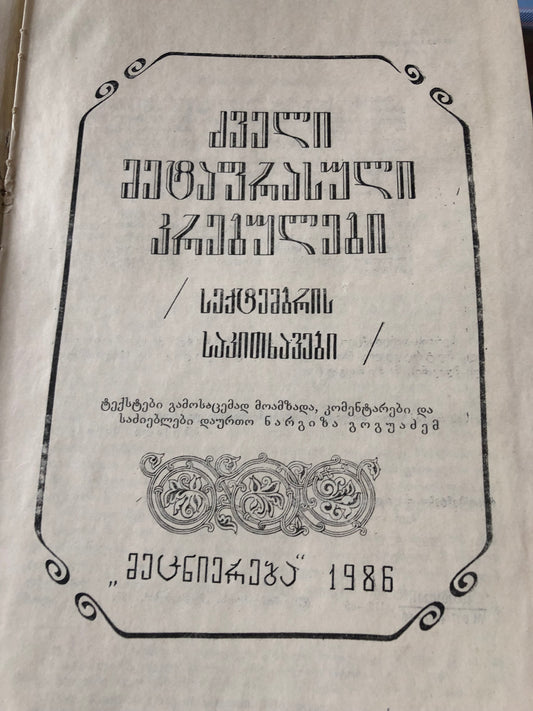 ძველი
მეტაფრასული
კრებულები
/ სექტემბრის
საკითხავები /
ტექსტები გამოსაცემად მოამზადა, კომენტარები და
საძიებლები დაურთო ნარგიზა გოგუაძემ
„მეცნიერება“ 1986